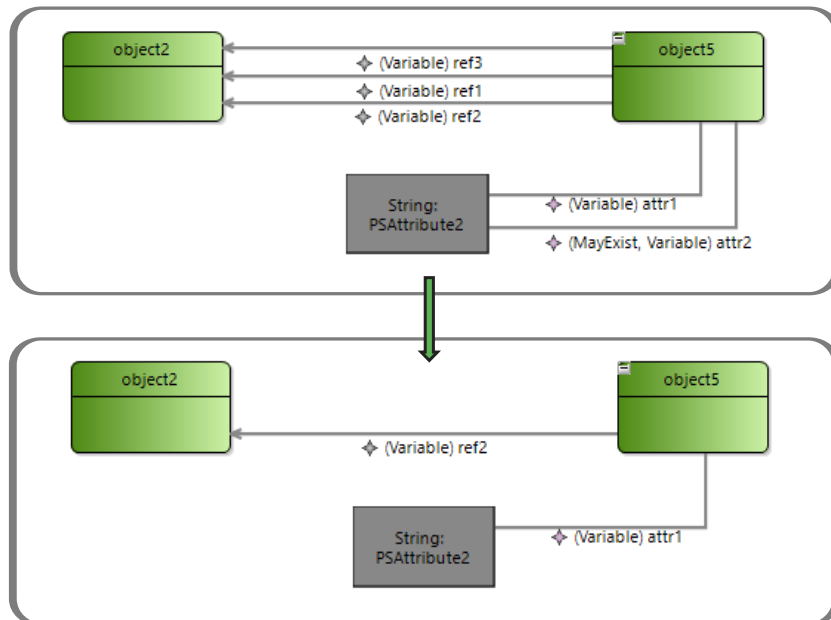 object2
object5
(Variable) ref3
(Variable) ref1
(Variable) ref2
String:
PSAttribute2
(Variable) attr1
(MayExist, Variable) attr2
object2
object5
(Variable) ref2
String:
PSAttribute2
(Variable) attr1